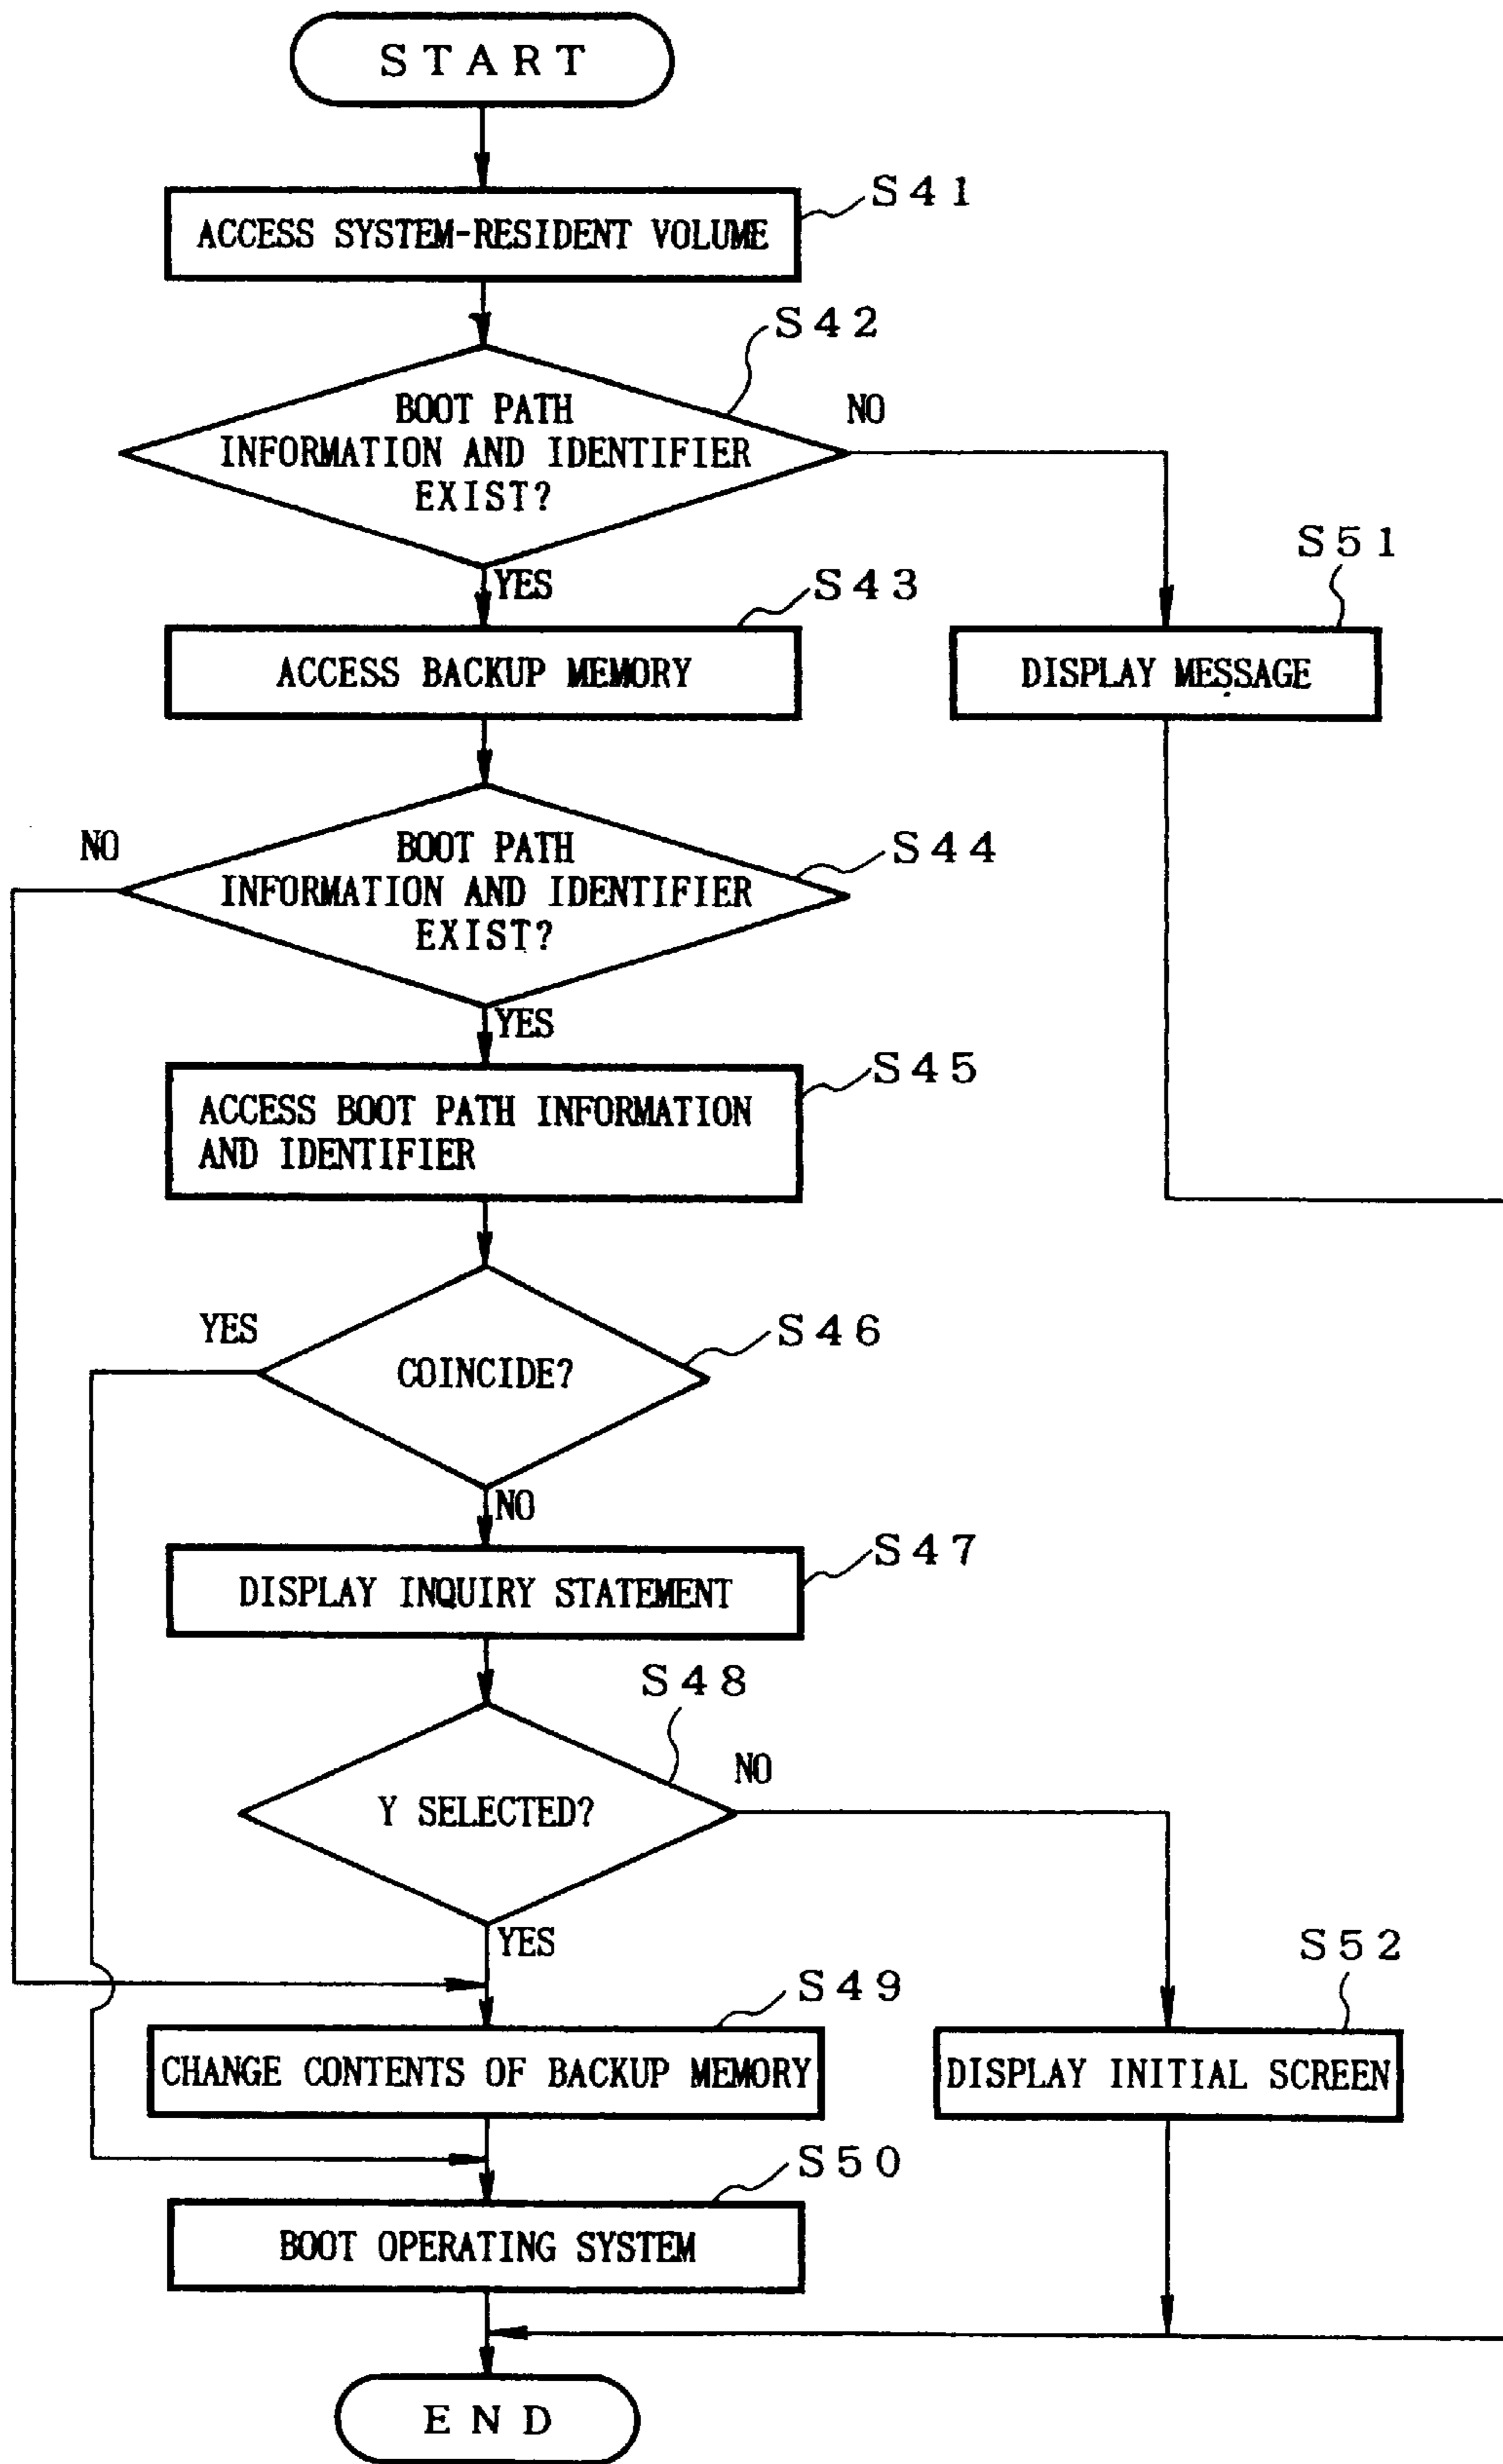 START
S41
ACCESS SYSTEM-RESIDENT VOLUME
S42
BOOT PATH
INFORMATION AND IDENTIFIER
EXIST?
NO
YES
S43
ACCESS BACKUP MEMORY
S51
DISPLAY MESSAGE
NO
BOOT PATH
INFORMATION AND IDENTIFIER
EXIST?
S44
YES
S45
ACCESS BOOT PATH INFORMATION
AND IDENTIFIER
YES
COINCIDE?
S46
NO
S47
DISPLAY INQUIRY STATEMENT
S48
Y SELECTED?
NO
YES
S49
CHANGE CONTENTS OF BACKUP MEMORY
S52
DISPLAY INITIAL SCREEN
S50
BOOT OPERATING SYSTEM
END